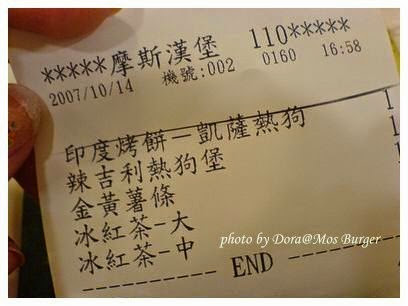 *****摩斯漢堡 110*****
2007/10/14 機號:002 0160 16:58
印度烤餅－凱薩熱狗 1
辣吉利熱狗堡 1
金黃薯條
冰紅茶-大
冰紅茶-中
photo by Dora@Mos Burger
---------- END --------